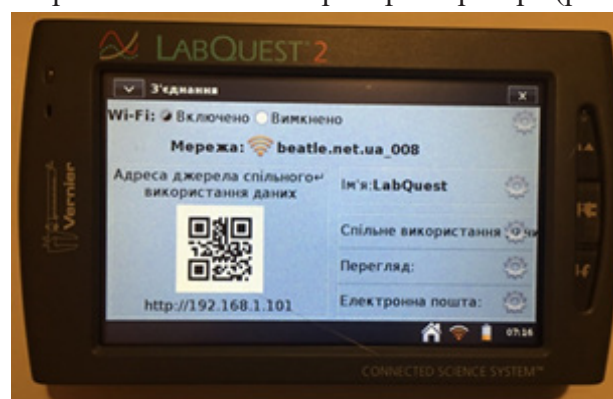 LABQUEST 2
З'єднання
Wi-Fi: Включено Вимкнено
Мережа: beatle.net.ua_008
Адреса джерела спільного↵
використання даних
http://192.168.1.101
Ім'я:LabQuest
Спільне використання
Перегляд:
Електронна пошта:
07:16
Vernier
CONNECTED SCIENCE SYSTEM™